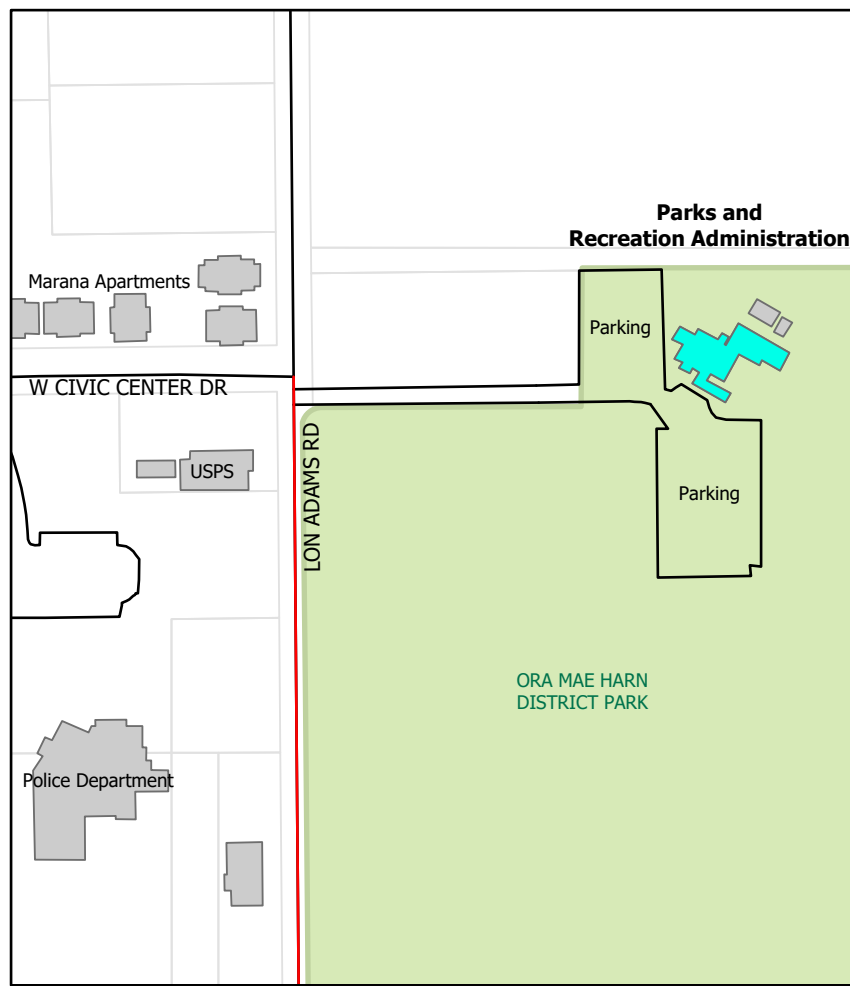 Parks and
Recreation Administration
Marana Apartments
Parking
W CIVIC CENTER DR
USPS
LON ADAMS RD
Parking
ORA MAE HARN
DISTRICT PARK
Police Department